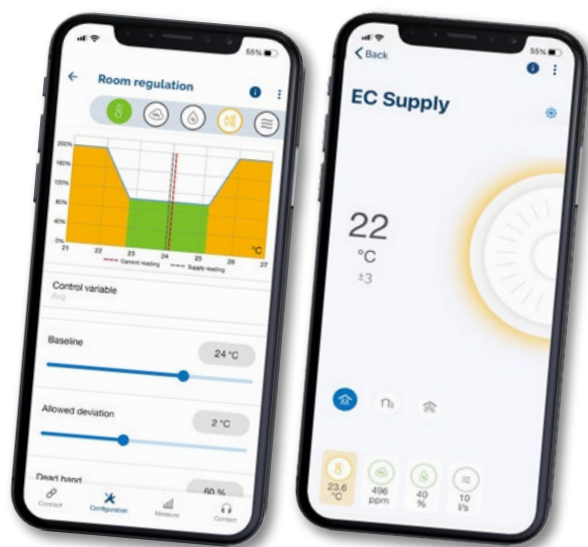 55%
Room regulation
200%
160%
120%
80%
40%
0%
21 22 23 24 25 26 27
°C
Current reading Supply reading
Control variable
Avg
Baseline
24 °C
Allowed deviation
2 °C
Dead band
60 %
Connect Configuration Measure Contact
55%
Back
EC Supply
22
°C
±3
23.6 °C
496 ppm
40 %
10 l/s